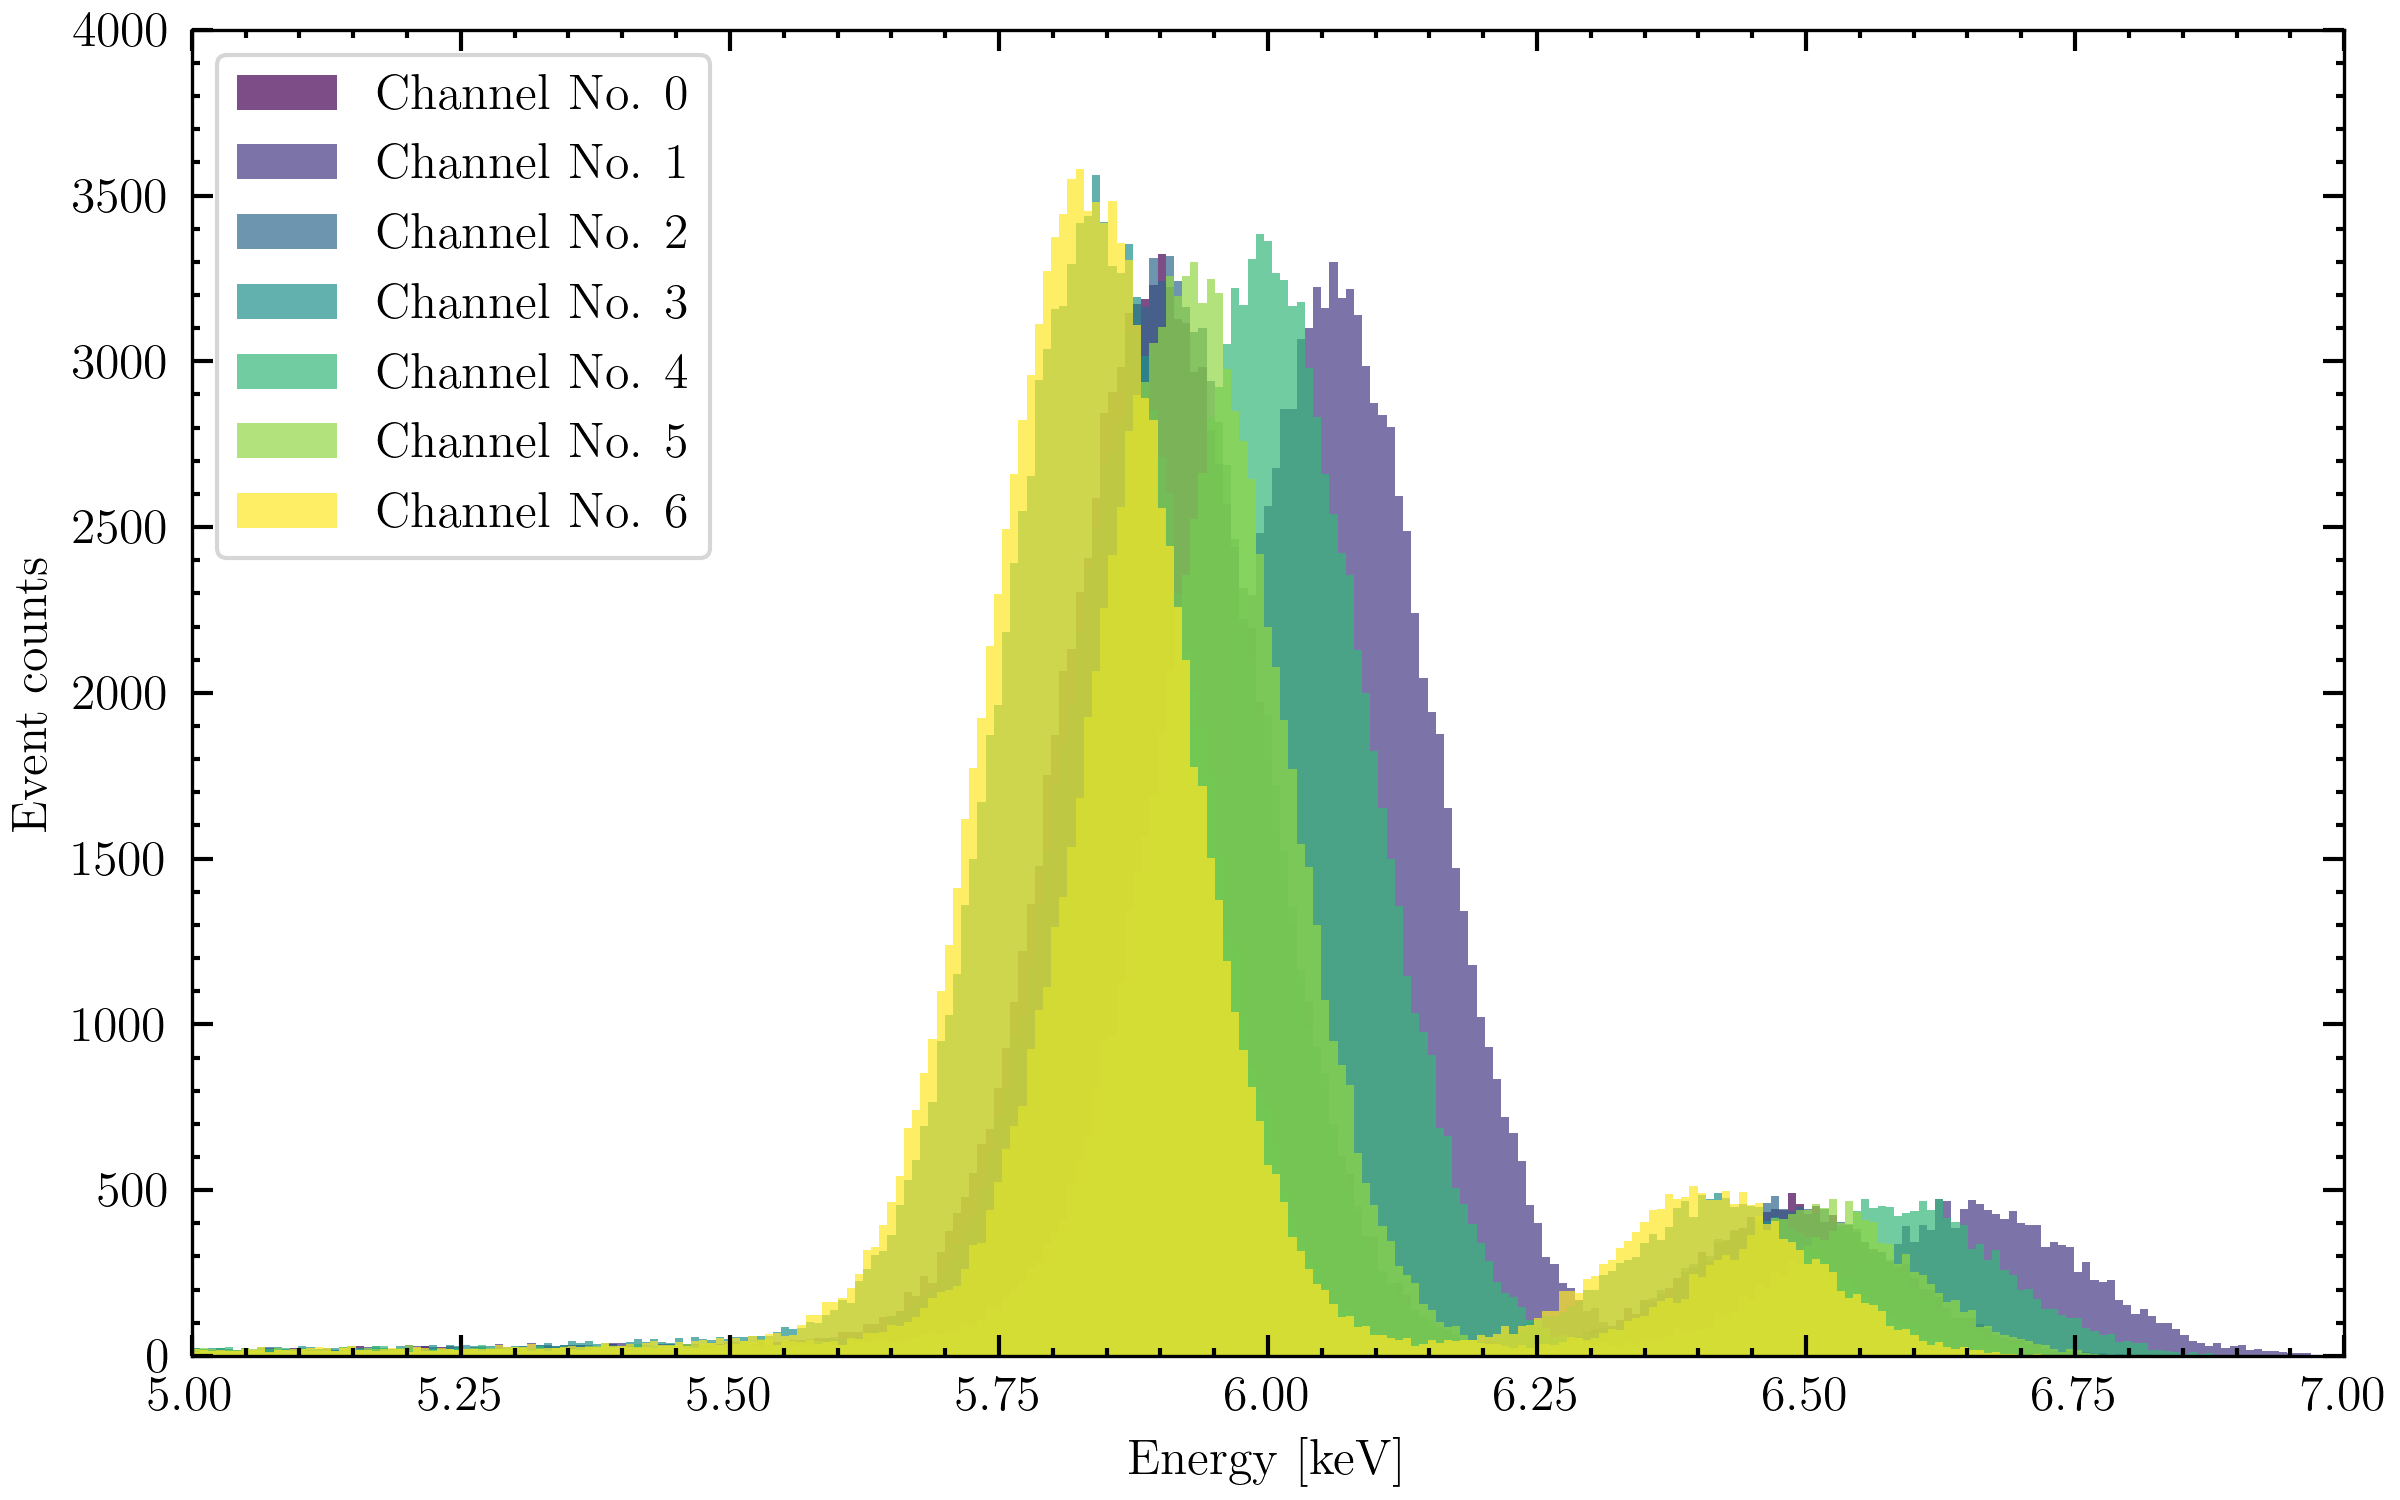 4000
3500
3000
2500
2000
1500
1000
500
0
Event counts
Channel No. 0
Channel No. 1
Channel No. 2
Channel No. 3
Channel No. 4
Channel No. 5
Channel No. 6
5.00 5.25 5.50 5.75 6.00 6.25 6.50 6.75 7.00
Energy [keV]